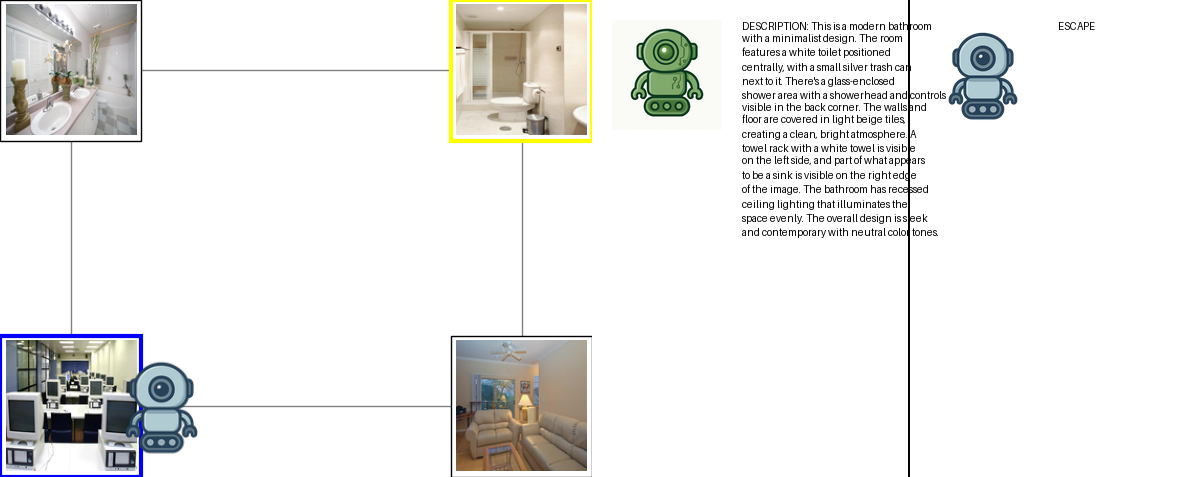 DESCRIPTION: This is a modern bathroom
with a minimalist design. The room
features a white toilet positioned
centrally, with a small silver trash can
next to it. There's a glass-enclosed
shower area with a showerhead and controls
visible in the back corner. The walls and
floor are covered in light beige tiles,
creating a clean, bright atmosphere. A
towel rack with a white towel is visible
on the left side, and part of what appears
to be a sink is visible on the right edge
of the image. The bathroom has recessed
ceiling lighting that illuminates the
space evenly. The overall design is sleek
and contemporary with neutral color tones.
ESCAPE